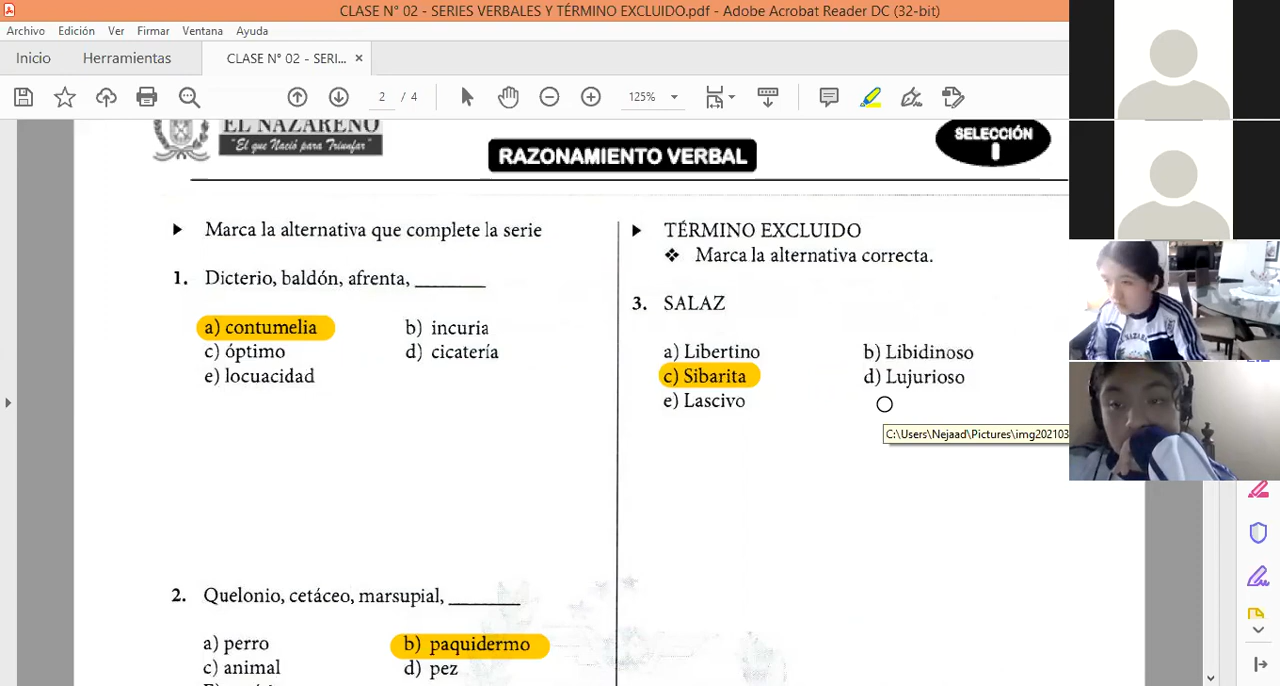 CLASE N° 02 - SERIES VERBALES Y TÉRMINO EXCLUIDO.pdf - Adobe Acrobat Reader DC (32-bit)
Archivo Edición Ver Firmar Ventana Ayuda
Inicio Herramientas CLASE N° 02 - SERI... ×
2 / 4 125%
EL NAZARENO
"El que Nació para Triunfar"
RAZONAMIENTO VERBAL
SELECCIÓN
I
Marca la alternativa que complete la serie
1. Dicterio, baldón, afrenta, _______
a) contumelia b) incuria
c) óptimo d) cicatería
e) locuacidad
2. Quelonio, cetáceo, marsupial, _______
a) perro b) paquidermo
c) animal d) pez
TÉRMINO EXCLUIDO
Marca la alternativa correcta.
3. SALAZ
a) Libertino b) Libidinoso
c) Sibarita d) Lujurioso
e) Lascivo
C:\Users\Nejaad\Pictures\img202103